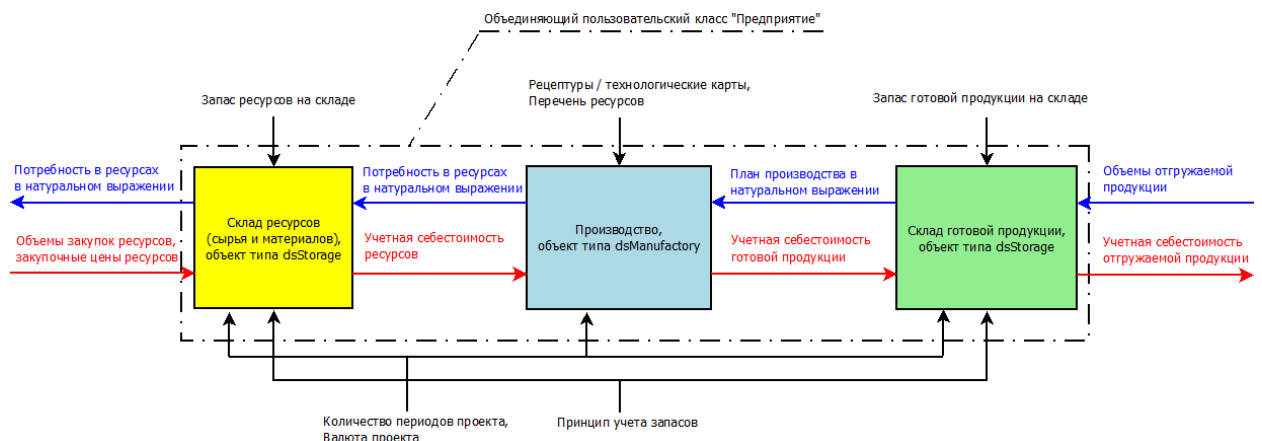 Объединяющий пользовательский класс "Предприятие"
Запас ресурсов на складе
Рецептуры / технологические карты,
Перечень ресурсов
Запас готовой продукции на складе
Потребность в ресурсах
в натуральном выражении
Потребность в ресурсах
в натуральном выражении
План производства в
натуральном выражении
Объемы отгружаемой
продукции
Склад ресурсов
(сырья и материалов),
объект типа dsStorage
Производство,
объект типа dsManufactory
Склад готовой продукции,
объект типа dsStorage
Объемы закупок ресурсов,
закупочные цены ресурсов
Учетная себестоимость
ресурсов
Учетная себестоимость
готовой продукции
Учетная себестоимость
отгружаемой продукции
Количество периодов проекта,
Валюта проекта
Принцип учета запасов